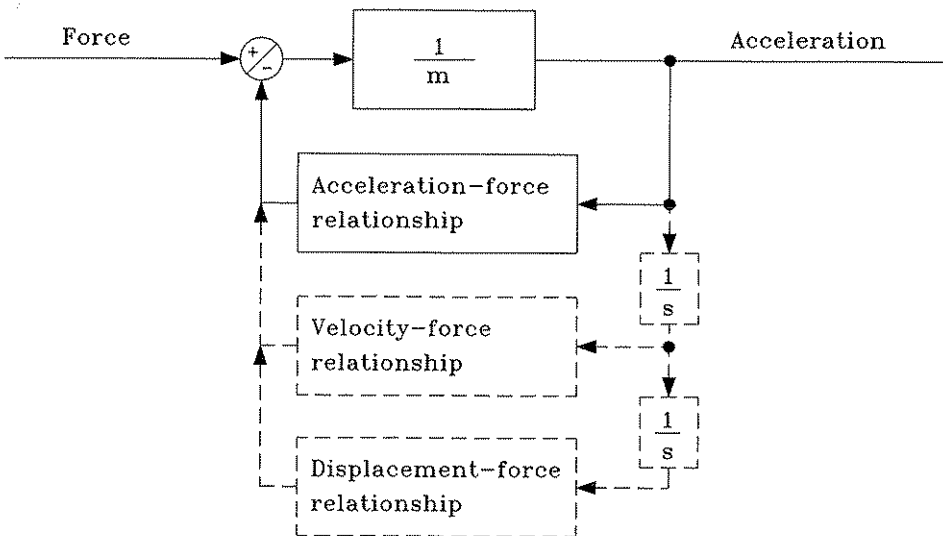 Force
+
−
1
m
Acceleration
Acceleration-force
relationship
1
s
Velocity-force
relationship
1
s
Displacement-force
relationship